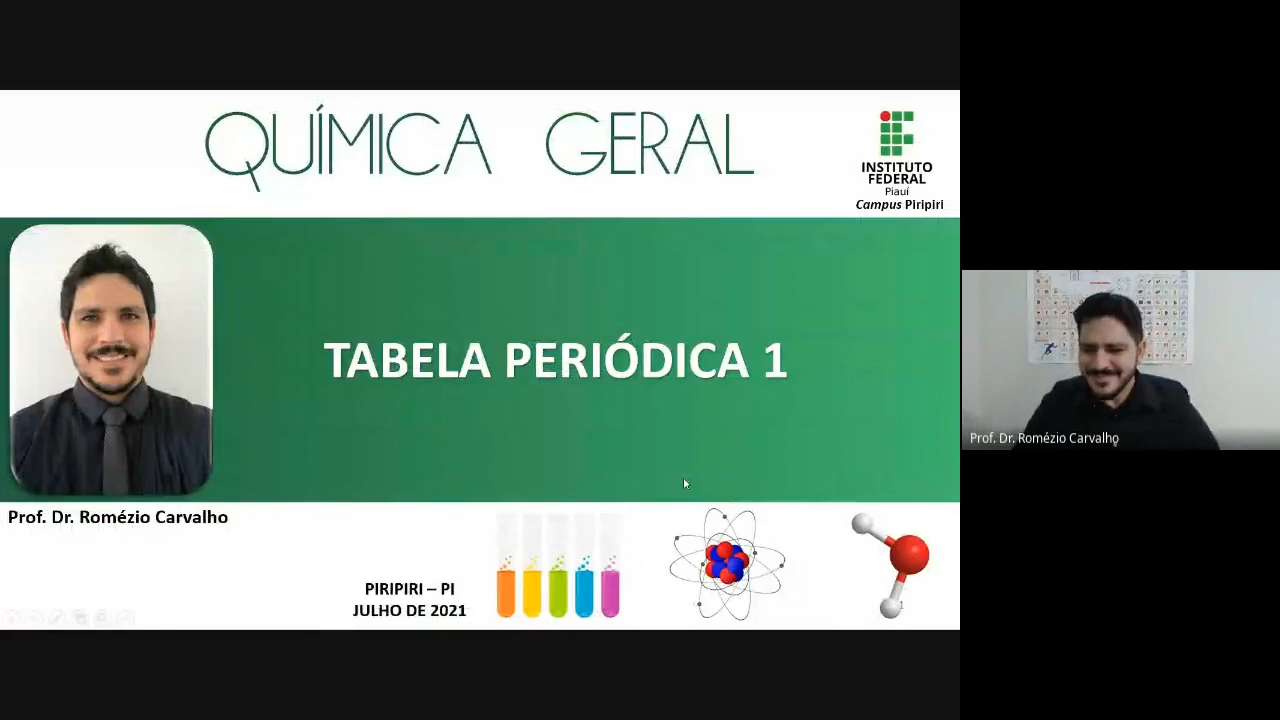 QUÍMICA GERAL
INSTITUTO
FEDERAL
Piauí
Campus Piripiri
TABELA PERIÓDICA 1
Prof. Dr. Romézio Carvalho
PIRIPIRI – PI
JULHO DE 2021
1
Prof. Dr. Romézio Carvalho